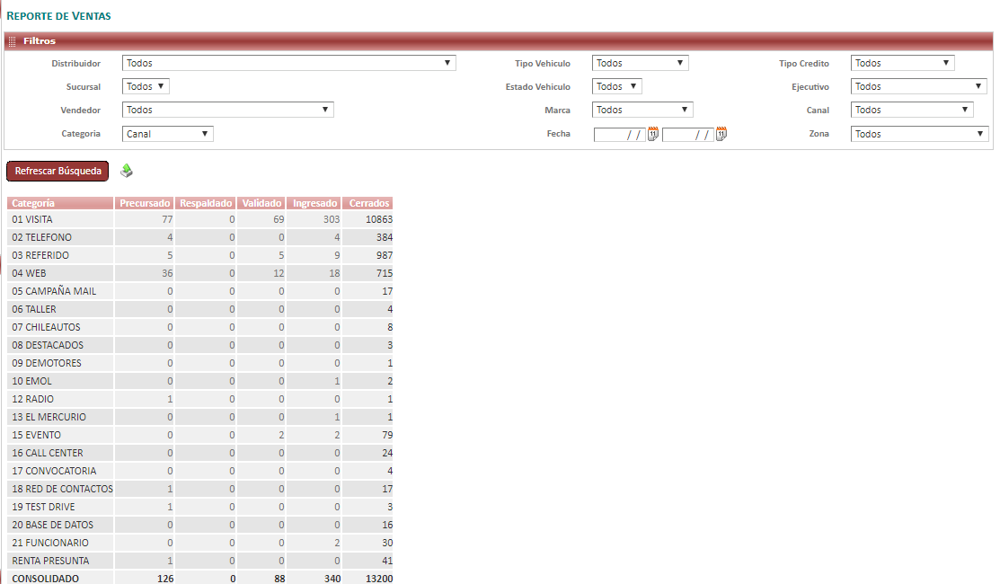 REPORTE DE VENTAS
Filtros
Distribuidor Todos Tipo Vehiculo Todos Tipo Credito Todos
Sucursal Todos Estado Vehiculo Todos Ejecutivo Todos
Vendedor Todos Marca Todos Canal Todos
Categoria Canal Fecha / / 11 / / 11 Zona Todos
Refrescar Búsqueda
Categoría Precursado Respaldado Validado Ingresado Cerrados
01 VISITA 77 0 69 303 10863
02 TELEFONO 4 0 0 4 384
03 REFERIDO 5 0 5 9 987
04 WEB 36 0 12 18 715
05 CAMPAÑA MAIL 0 0 0 0 17
06 TALLER 0 0 0 0 4
07 CHILEAUTOS 0 0 0 0 8
08 DESTACADOS 0 0 0 0 3
09 DEMOTORES 0 0 0 0 1
10 EMOL 0 0 0 1 2
12 RADIO 1 0 0 0 1
13 EL MERCURIO 0 0 0 1 1
15 EVENTO 0 0 2 2 79
16 CALL CENTER 0 0 0 0 24
17 CONVOCATORIA 0 0 0 0 4
18 RED DE CONTACTOS 1 0 0 0 17
19 TEST DRIVE 1 0 0 0 3
20 BASE DE DATOS 0 0 0 0 16
21 FUNCIONARIO 0 0 0 2 30
RENTA PRESUNTA 1 0 0 0 41
CONSOLIDADO 126 0 88 340 13200